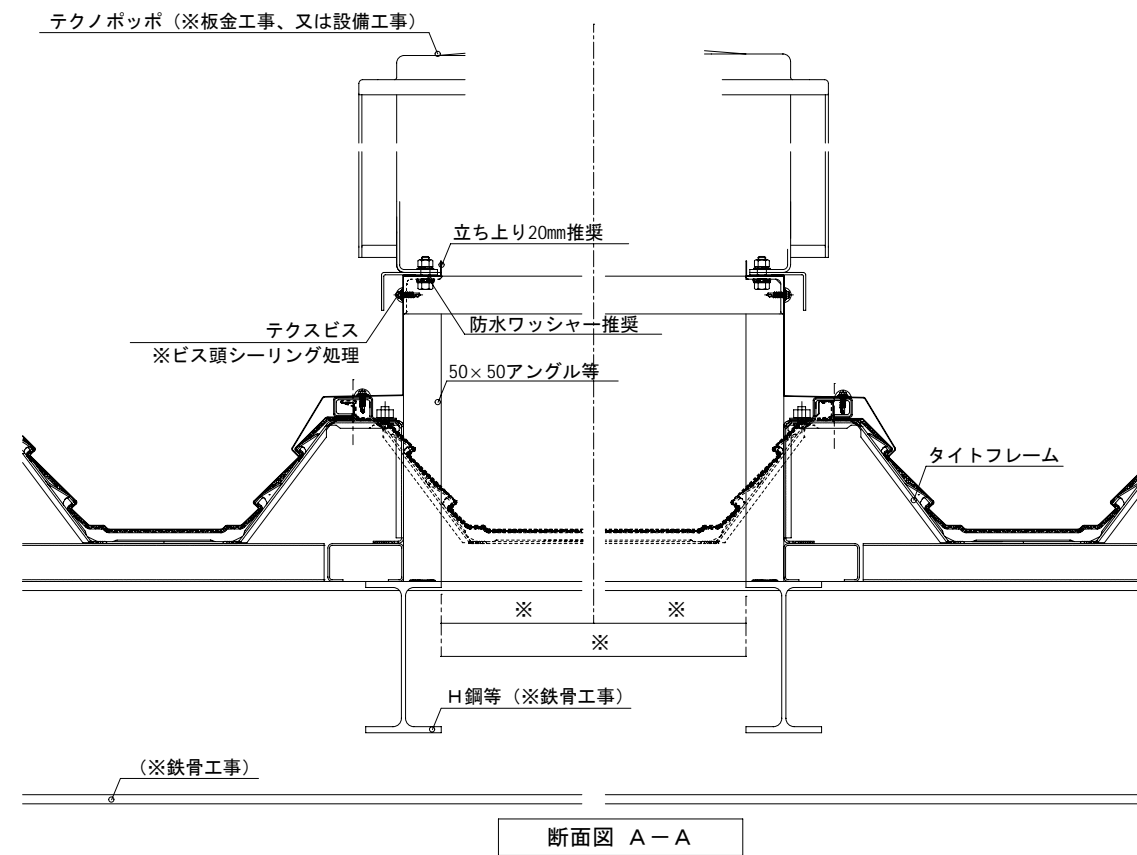 テクノポッポ（※板金工事、又は設備工事）
立ち上り20mm推奨
テクスビス
※ビス頭シーリング処理
防水ワッシャー推奨
50×50アングル等
タイトフレーム
※ ※
※
H鋼等（※鉄骨工事）
（※鉄骨工事）
断面図 A－A